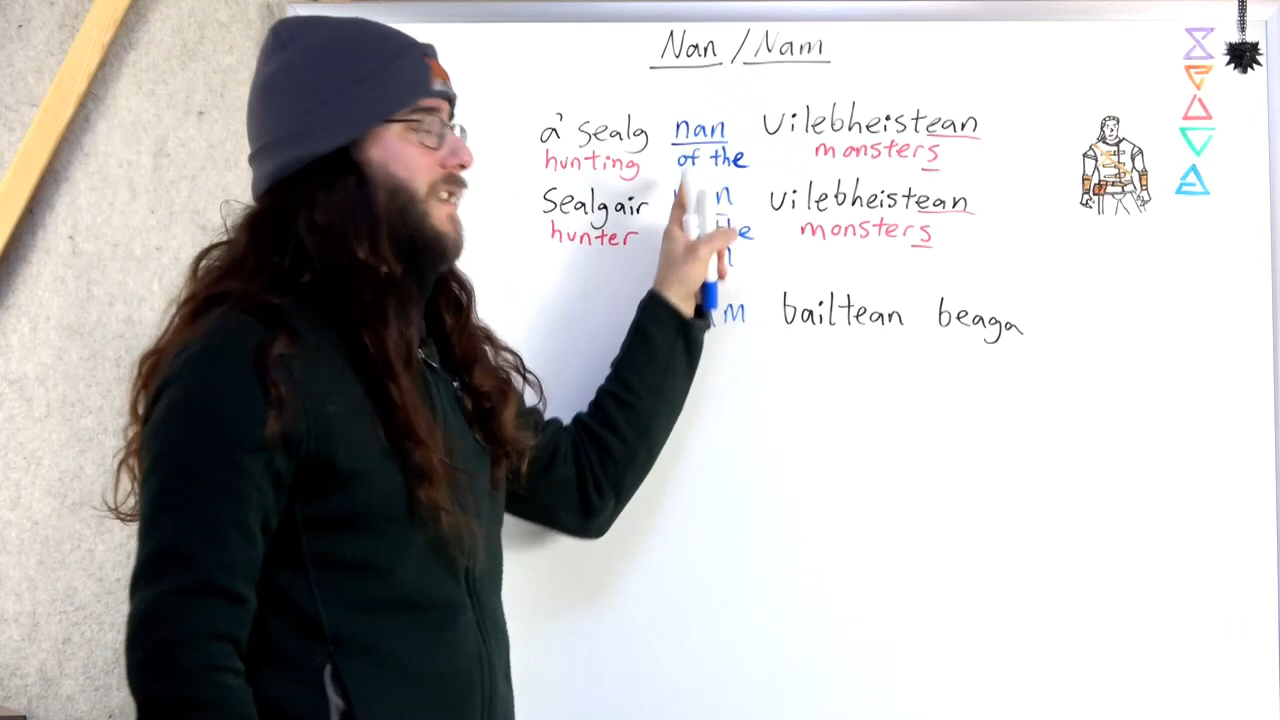 Nan / Nam
a' sealg nan uilebheistean
hunting of the monsters
Sealgair n uilebheistean
hunter monsters
m bailtean beaga